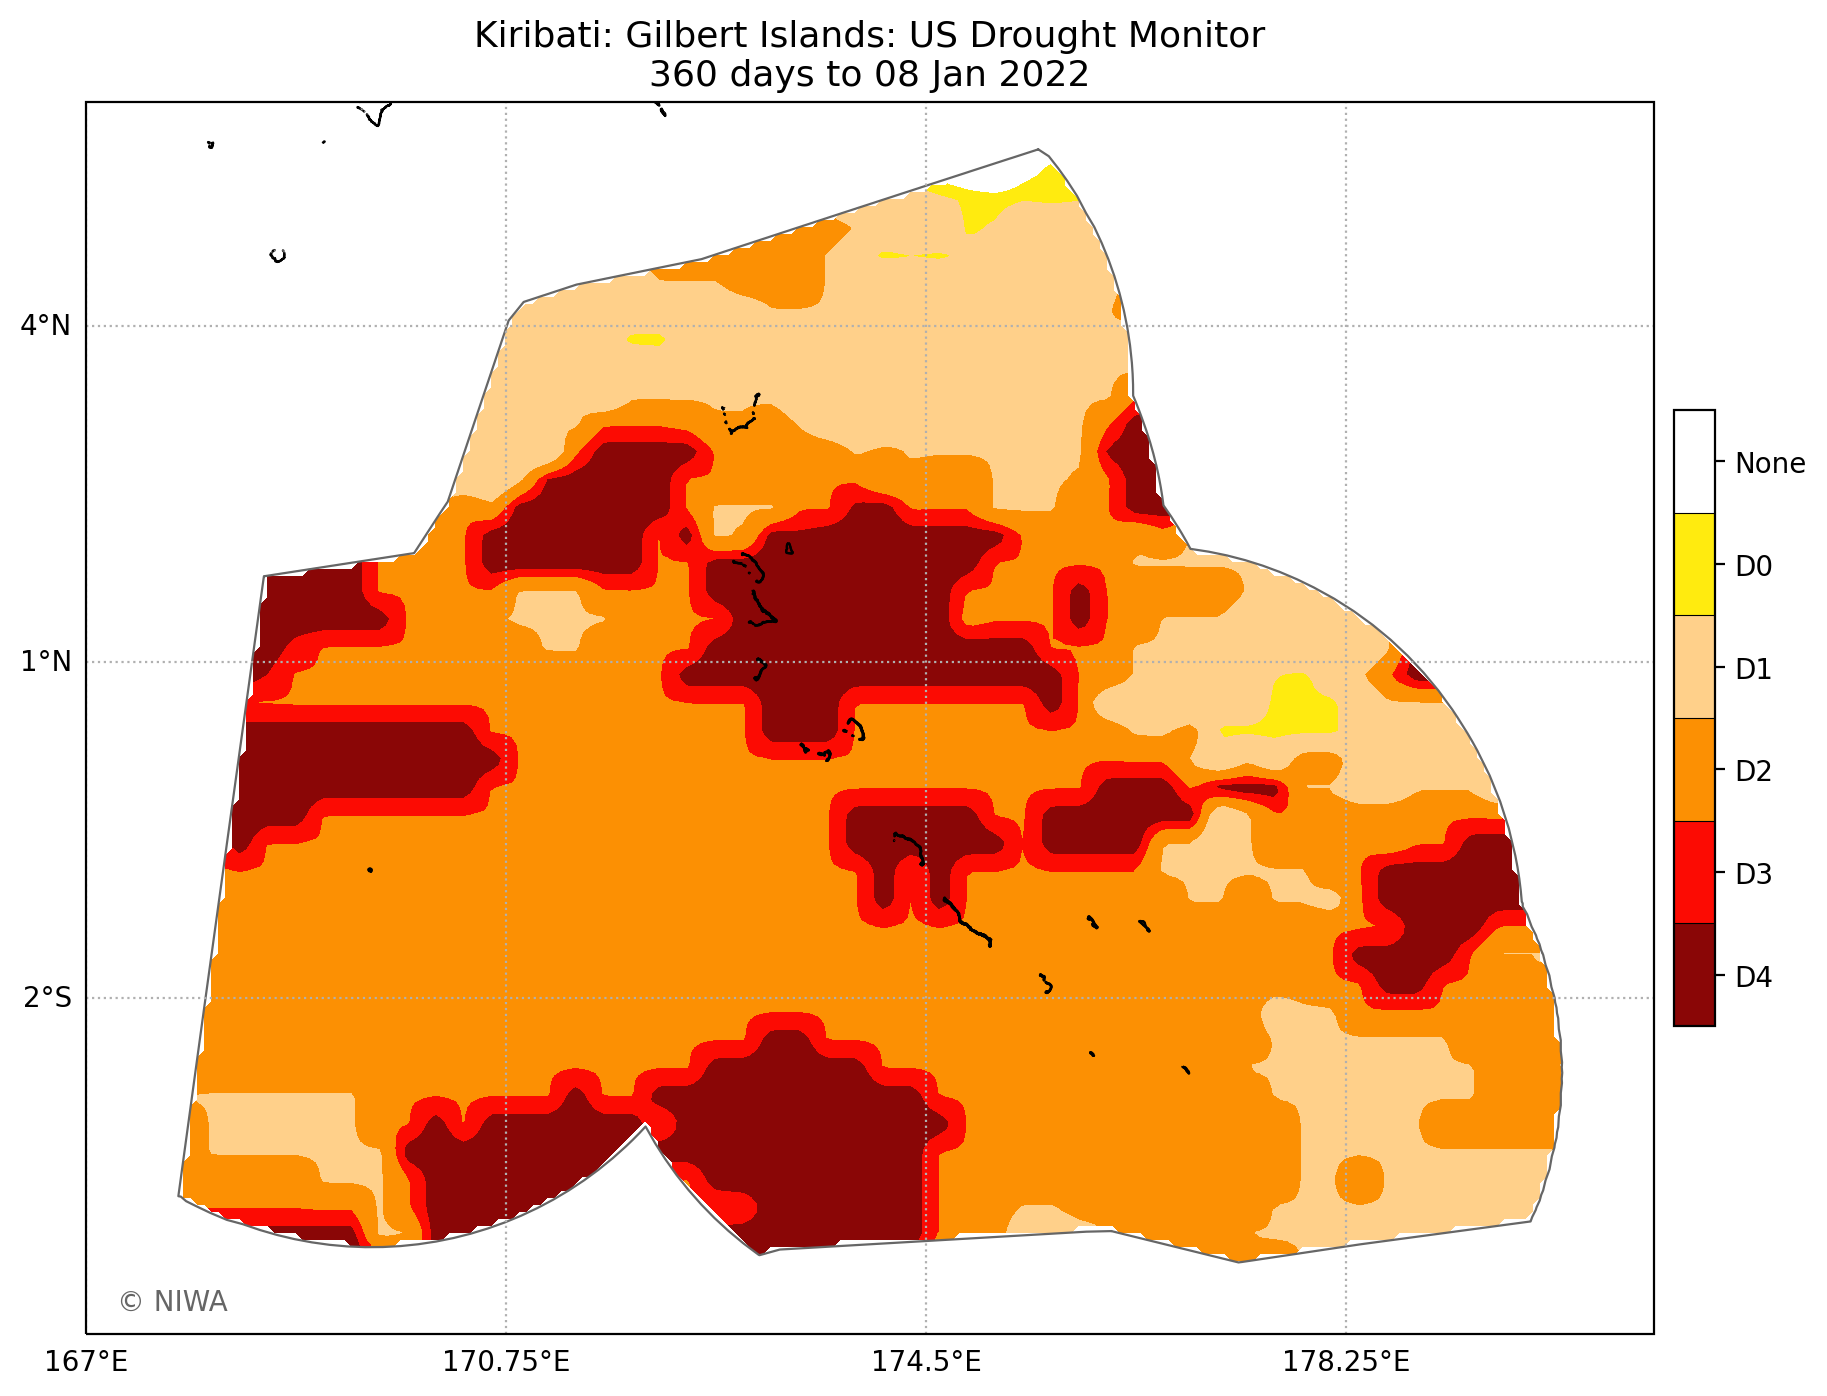 Kiribati: Gilbert Islands: US Drought Monitor
360 days to 08 Jan 2022
4°N
1°N
2°S
None
D0
D1
D2
D3
D4
© NIWA
167°E
170.75°E
174.5°E
178.25°E